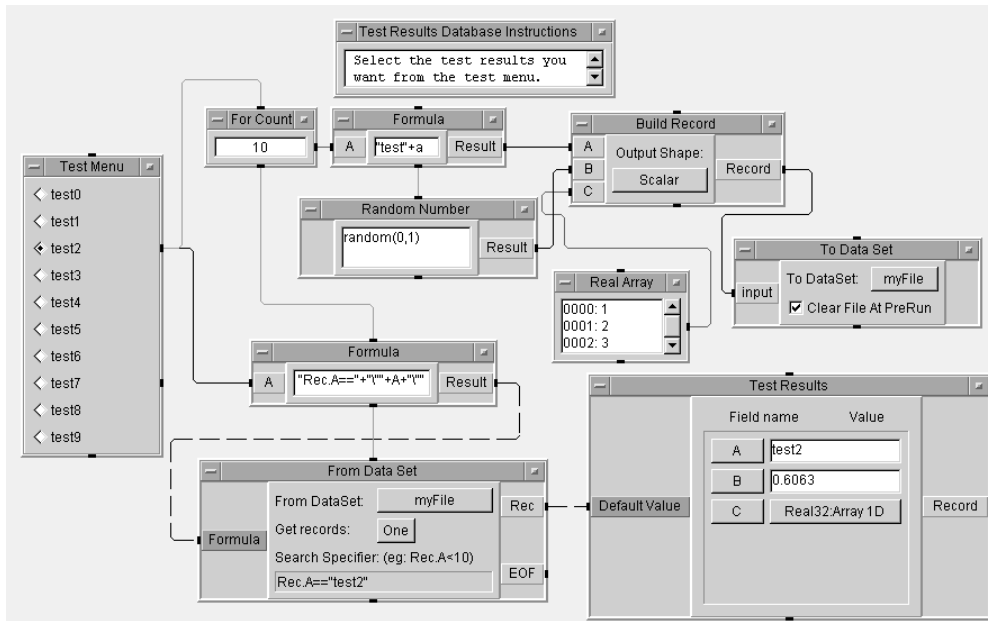 Test Results Database Instructions
Select the test results you
want from the test menu.
For Count
10
Formula
A
"test"+a
Result
Build Record
A
B
C
Output Shape:
Scalar
Record
Test Menu
test0
test1
test2
test3
test4
test5
test6
test7
test8
test9
Random Number
random(0,1)
Result
To Data Set
input
To DataSet:
myFile
Clear File At PreRun
Real Array
0000: 1
0001: 2
0002: 3
Formula
A
"Rec.A=="+"\""+A+"\""
Result
Test Results
Default Value
Field name
Value
A
test2
B
0.6063
C
Real32:Array 1D
Record
From Data Set
Formula
From DataSet:
myFile
Get records:
One
Search Specifier: (eg: Rec.A<10)
Rec.A=="test2"
Rec
EOF